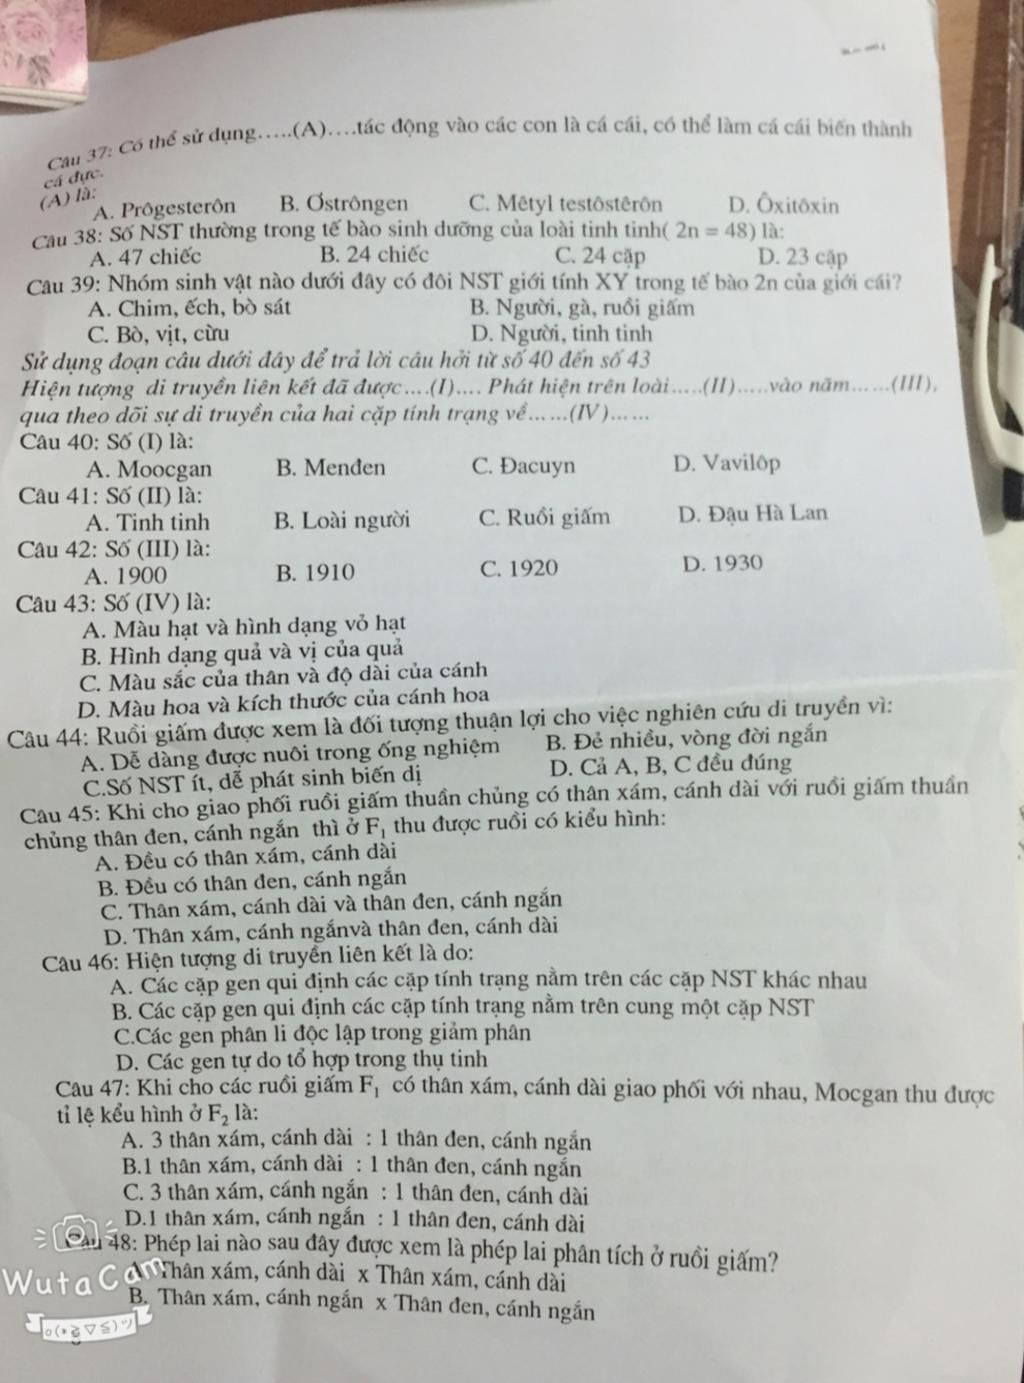 Câu 37: Có thể sử dụng.....(A)....tác động vào các con là cá cái, có thể làm cá cái biến thành
cá đực.
(A) là:
A. Prôgesterôn B. Ơstrôngen C. Mêtyl testôstêrôn D. Ôxitôxin
Câu 38: Số NST thường trong tế bào sinh dưỡng của loài tinh tinh( 2n = 48) là:
A. 47 chiếc B. 24 chiếc C. 24 cặp D. 23 cặp
Câu 39: Nhóm sinh vật nào dưới đây có đôi NST giới tính XY trong tế bào 2n của giới cái?
A. Chim, ếch, bò sát B. Người, gà, ruồi giấm
C. Bò, vịt, cừu D. Người, tinh tinh
Sử dụng đoạn câu dưới đây để trả lời câu hởi từ số 40 đến số 43
Hiện tượng di truyền liên kết đã được....(I).... Phát hiện trên loài.....(II).....vào năm......(III),
qua theo dõi sự di truyền của hai cặp tính trạng về......(IV)......
Câu 40: Số (I) là:
A. Moocgan B. Menđen C. Đacuyn D. Vavilôp
Câu 41: Số (II) là:
A. Tinh tinh B. Loài người C. Ruồi giấm D. Đậu Hà Lan
Câu 42: Số (III) là:
A. 1900 B. 1910 C. 1920 D. 1930
Câu 43: Số (IV) là:
A. Màu hạt và hình dạng vỏ hạt
B. Hình dạng quả và vị của quả
C. Màu sắc của thân và độ dài của cánh
D. Màu hoa và kích thước của cánh hoa
Câu 44: Ruồi giấm được xem là đối tượng thuận lợi cho việc nghiên cứu di truyền vì:
A. Dễ dàng được nuôi trong ống nghiệm B. Đẻ nhiều, vòng đời ngắn
C.Số NST ít, dễ phát sinh biến dị D. Cả A, B, C đều đúng
Câu 45: Khi cho giao phối ruồi giấm thuần chủng có thân xám, cánh dài với ruồi giấm thuần
chủng thân đen, cánh ngắn thì ở F₁ thu được ruồi có kiểu hình:
A. Đều có thân xám, cánh dài
B. Đều có thân đen, cánh ngắn
C. Thân xám, cánh dài và thân đen, cánh ngắn
D. Thân xám, cánh ngắnvà thân đen, cánh dài
Câu 46: Hiện tượng di truyền liên kết là do:
A. Các cặp gen qui định các cặp tính trạng nằm trên các cặp NST khác nhau
B. Các cặp gen qui định các cặp tính trạng nằm trên cung một cặp NST
C.Các gen phân li độc lập trong giảm phân
D. Các gen tự do tổ hợp trong thụ tinh
Câu 47: Khi cho các ruồi giấm F₁ có thân xám, cánh dài giao phối với nhau, Mocgan thu được
tỉ lệ kểu hình ở F₂ là:
A. 3 thân xám, cánh dài : 1 thân đen, cánh ngắn
B.1 thân xám, cánh dài : 1 thân đen, cánh ngắn
C. 3 thân xám, cánh ngắn : 1 thân đen, cánh dài
D.1 thân xám, cánh ngắn : 1 thân đen, cánh dài
Câu 48: Phép lai nào sau đây được xem là phép lai phân tích ở ruồi giấm?
A. Thân xám, cánh dài x Thân xám, cánh dài
B. Thân xám, cánh ngắn x Thân đen, cánh ngắn
WutaCam